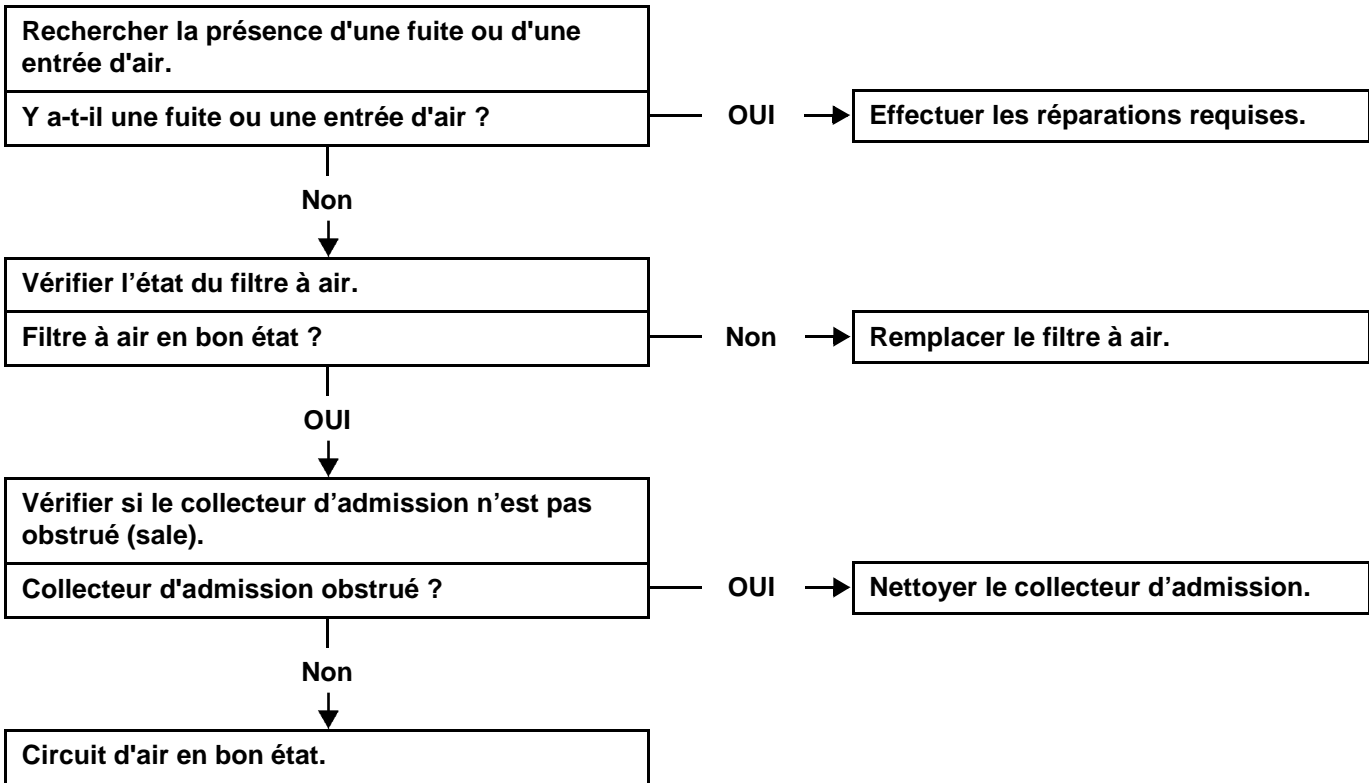 Rechercher la présence d'une fuite ou d'une
entrée d'air.
Y a-t-il une fuite ou une entrée d'air ?
OUI
Effectuer les réparations requises.
Non
Vérifier l’état du filtre à air.
Filtre à air en bon état ?
Non
Remplacer le filtre à air.
OUI
Vérifier si le collecteur d’admission n’est pas
obstrué (sale).
Collecteur d'admission obstrué ?
OUI
Nettoyer le collecteur d’admission.
Non
Circuit d'air en bon état.